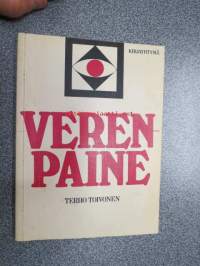 KIRJAYHTYMÄ
VEREN-
PAINE
TERHO TOIVONEN